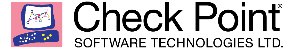 Check Point
SOFTWARE TECHNOLOGIES LTD.